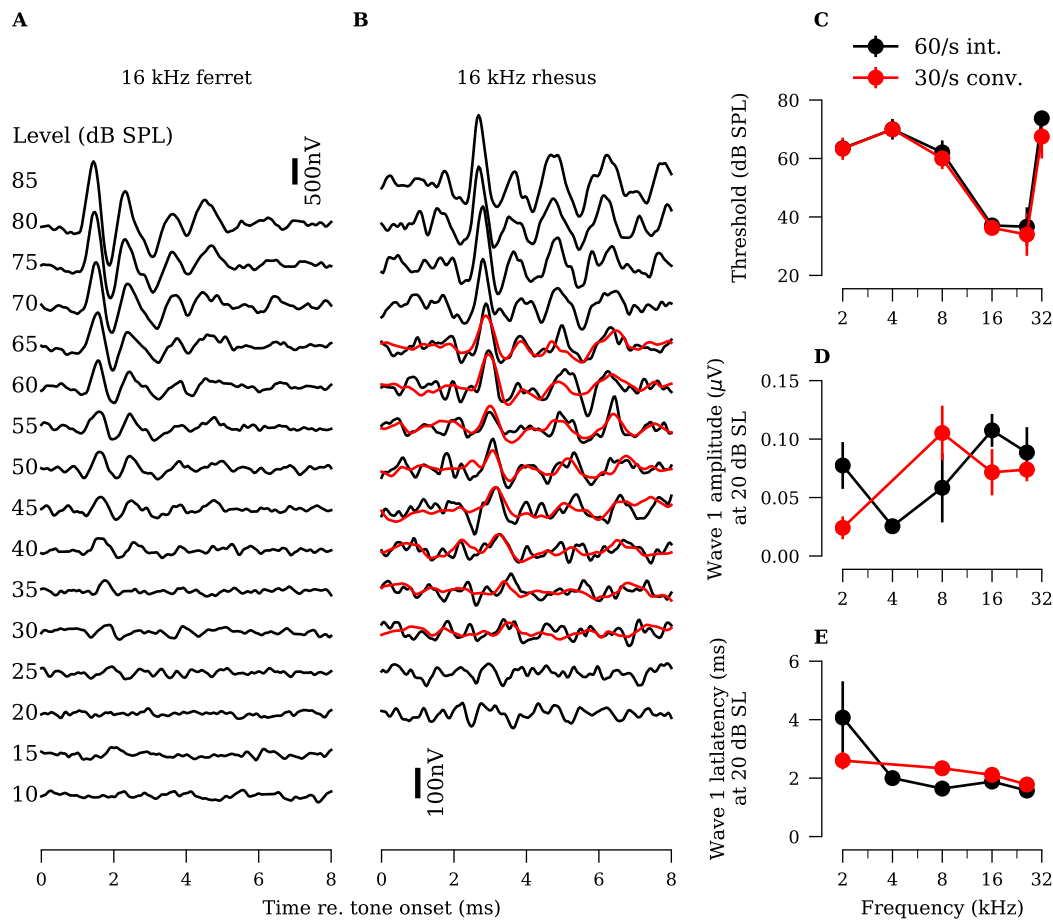 A
B
C
60/s int.
30/s conv.
16 kHz ferret
16 kHz rhesus
Level (dB SPL)
500nV
85
80
75
70
65
60
55
50
45
40
35
30
25
20
15
10
100nV
0 2 4 6 8
0 2 4 6 8
Time re. tone onset (ms)
Threshold (dB SPL)
80
60
40
20
2 4 8 16 32
D
Wave 1 amplitude (μV)
at 20 dB SL
0.15
0.10
0.05
0.00
2 4 8 16 32
E
Wave 1 latlatency (ms)
at 20 dB SL
6
4
2
0
2 4 8 16 32
Frequency (kHz)